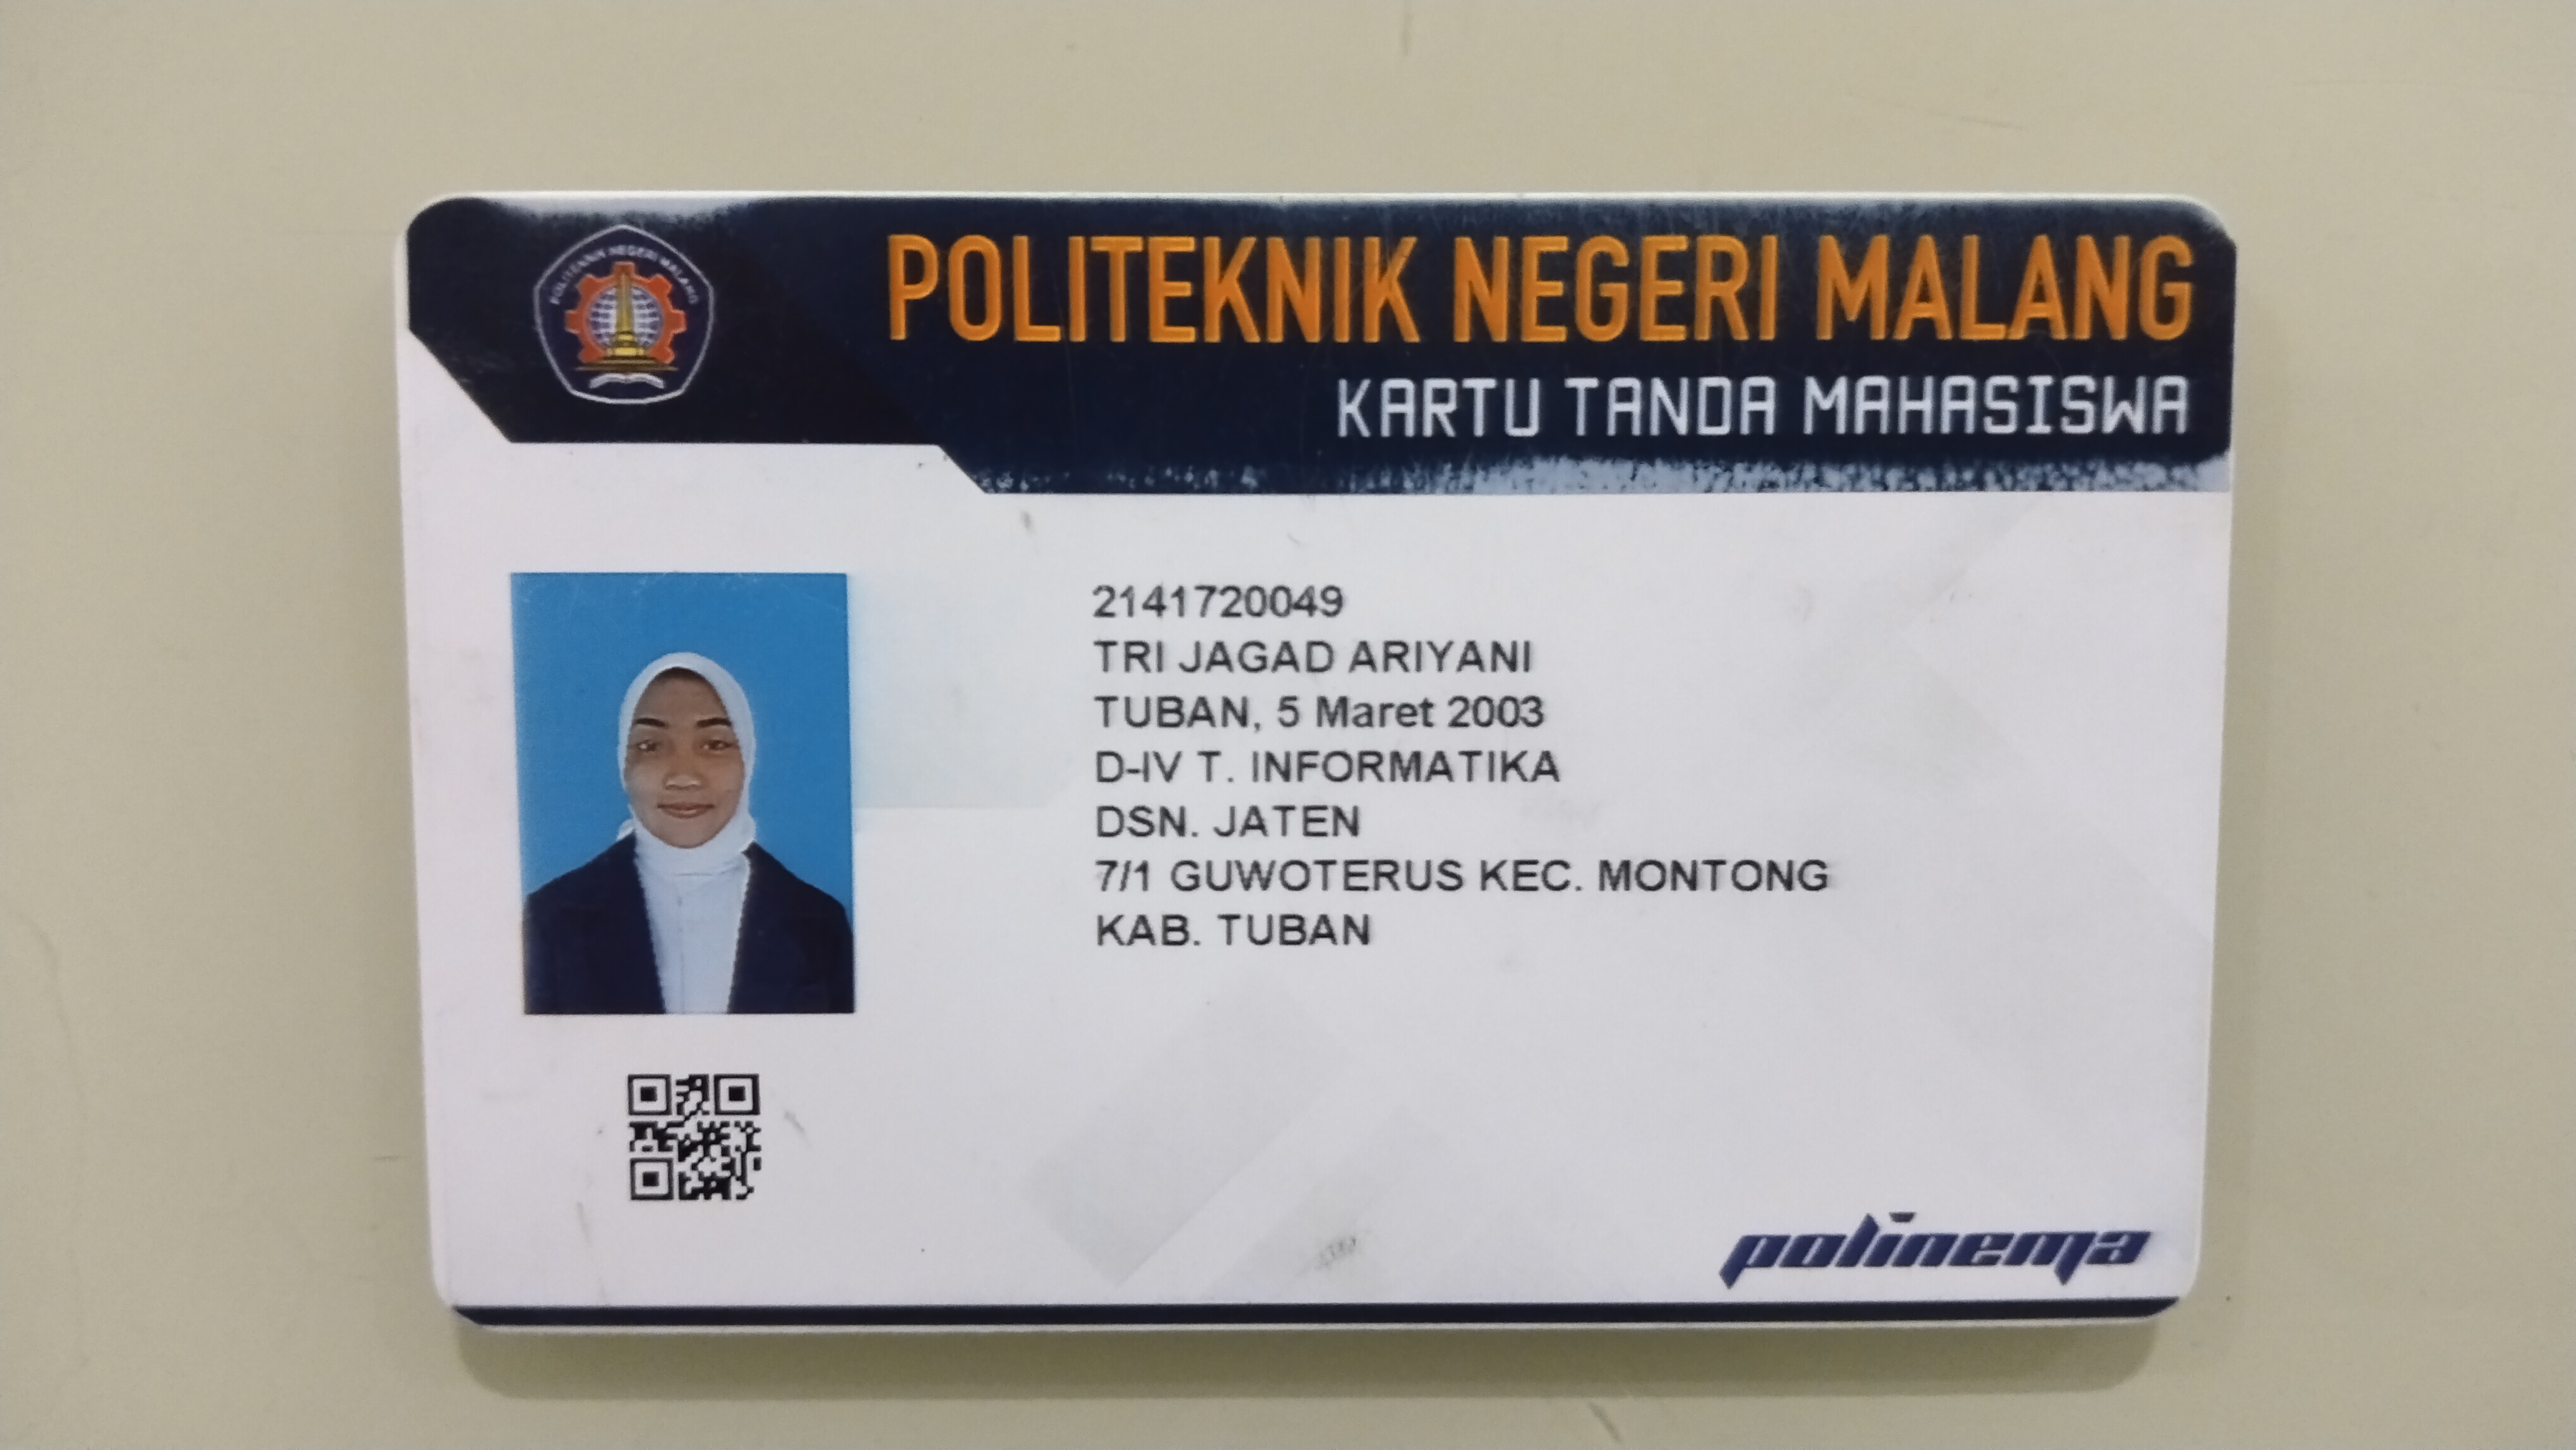 POLITEKNIK NEGERI MALANG
POLITEKNIK NEGERI MALANG
KARTU TANDA MAHASISWA
2141720049
TRI JAGAD ARIYANI
TUBAN, 5 Maret 2003
D-IV T. INFORMATIKA
DSN. JATEN
7/1 GUWOTERUS KEC. MONTONG
KAB. TUBAN
polinema